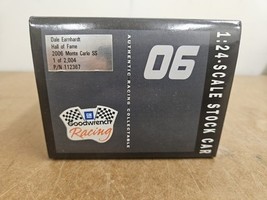 Dale Earnhardt
Hall of Fame
2006 Monte Carlo SS
1 of 2,004
P/N 112367
GM
Goodwrench
Racing
AUTHENTIC RACING COLLECTABLE
06
1:24-SCALE STOCK CAR